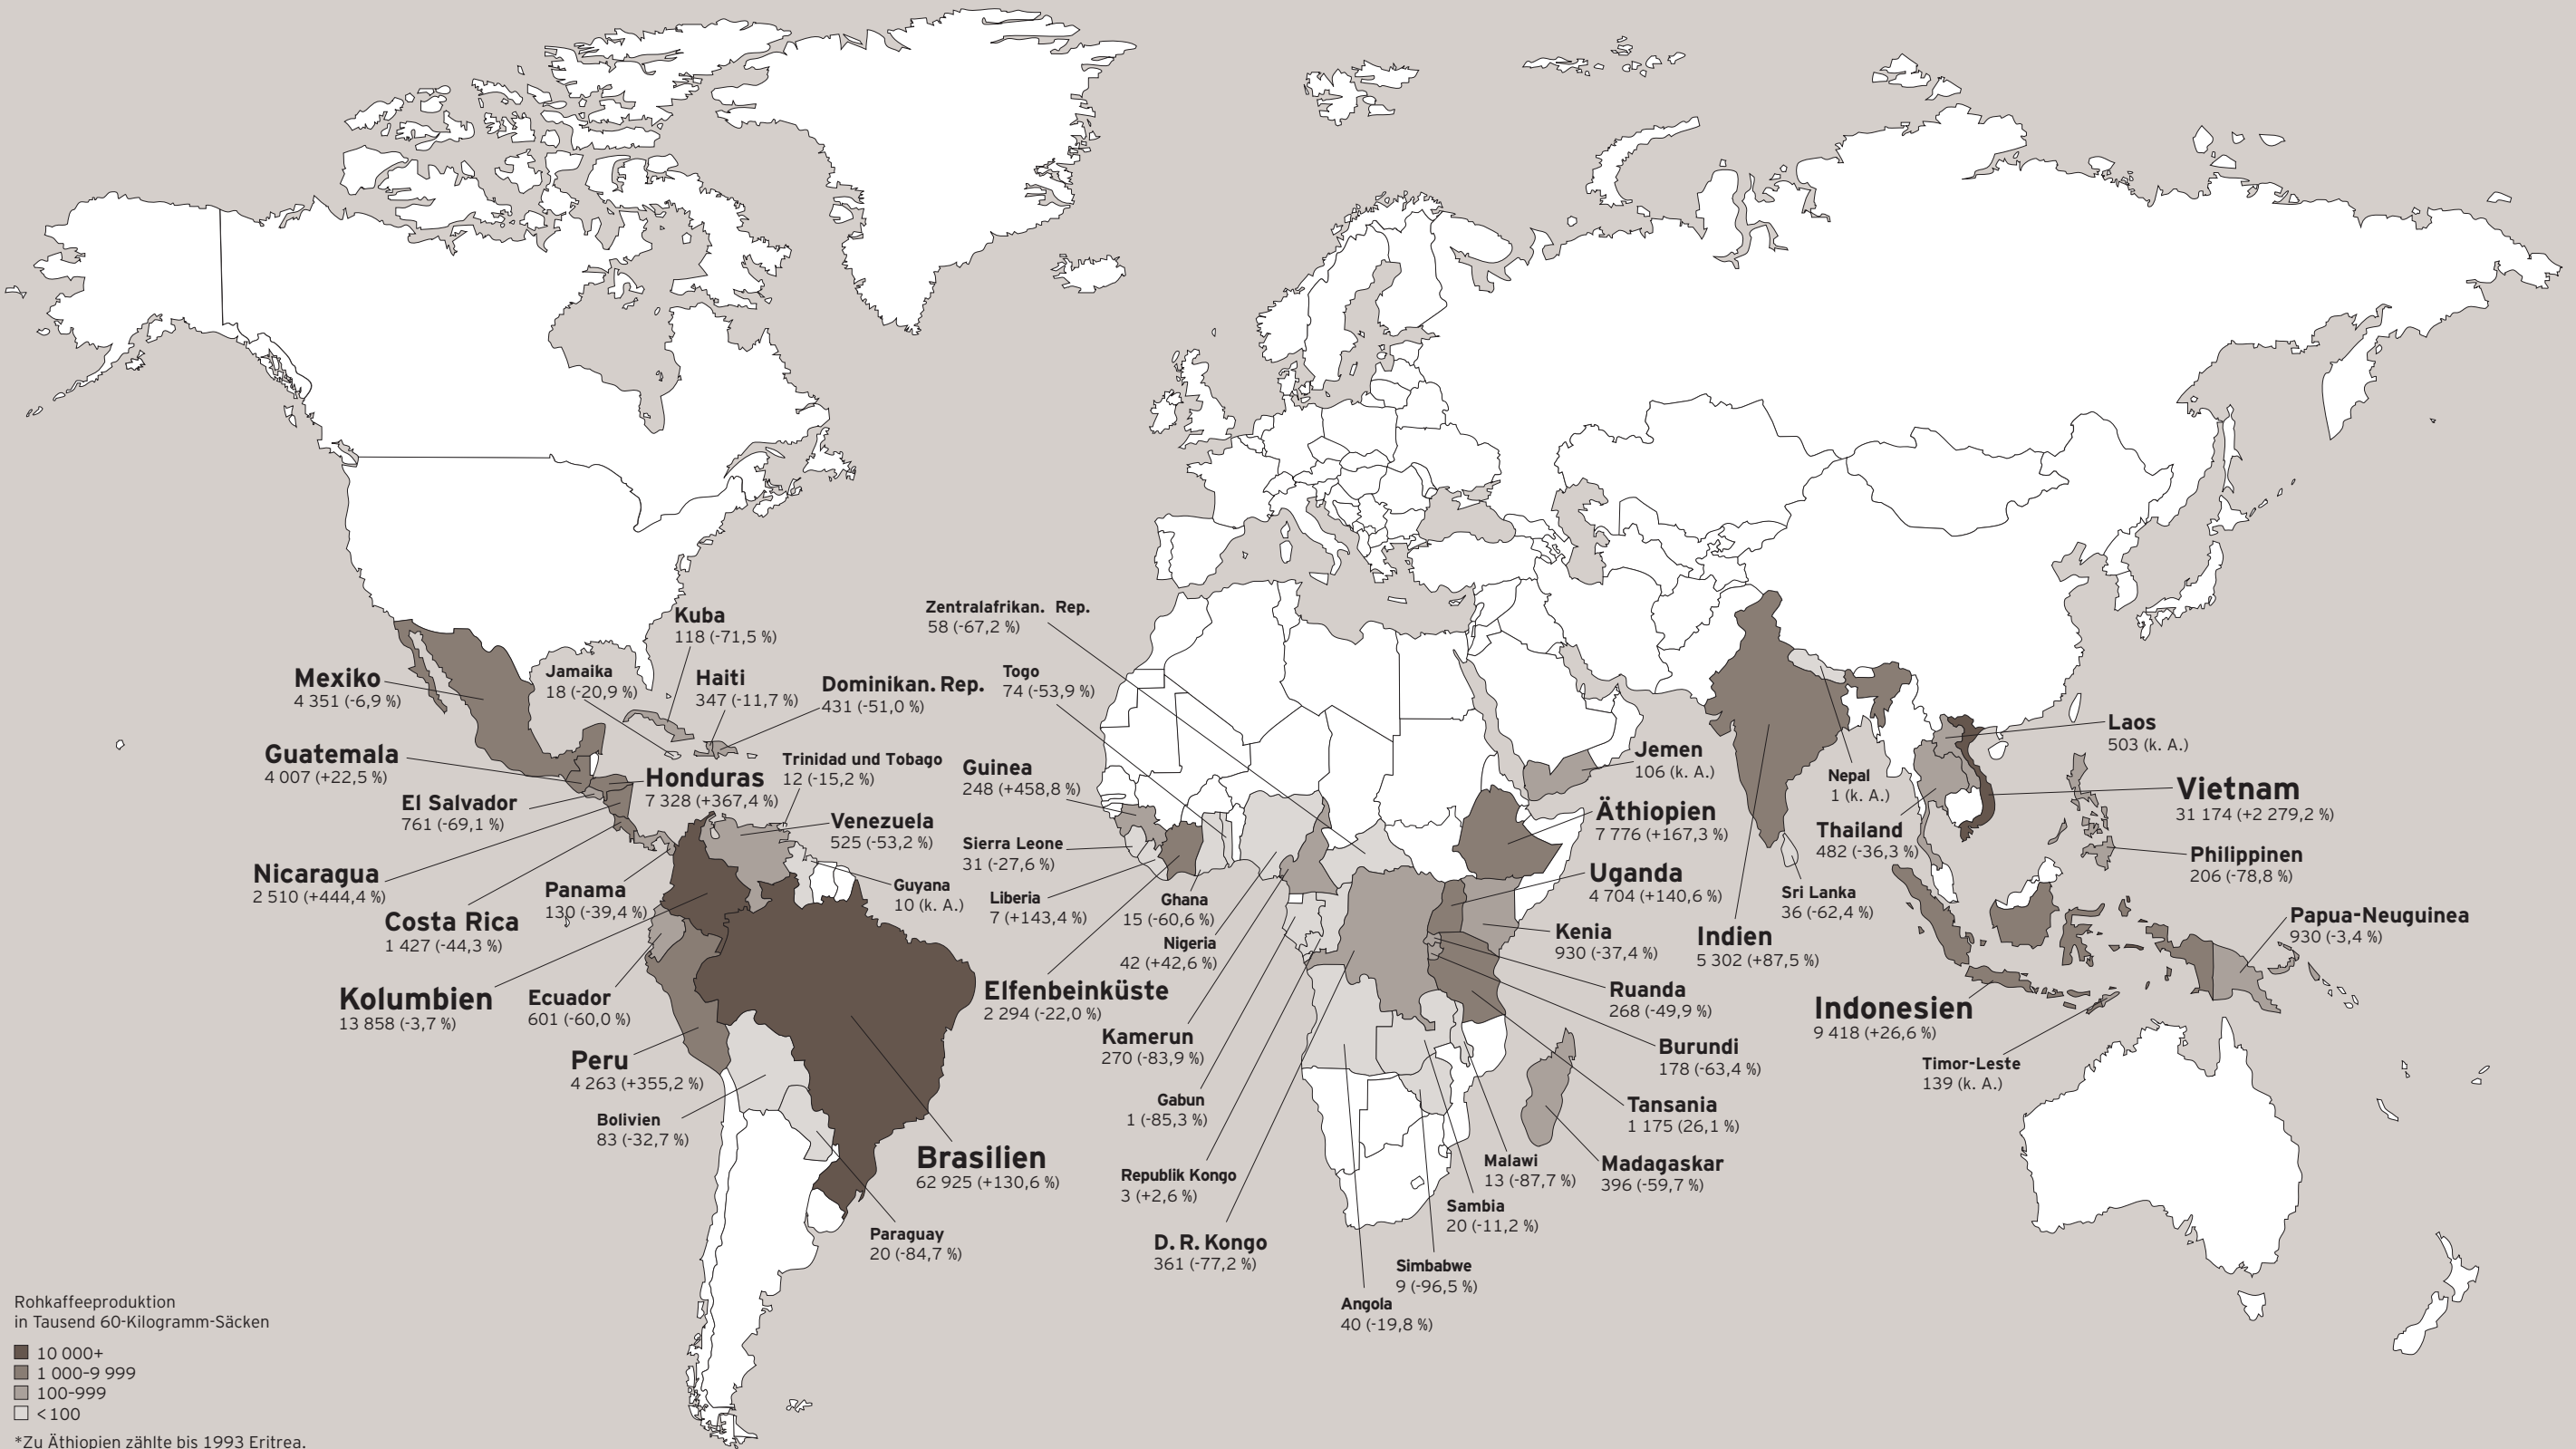 Zentralafrikan. Rep.
58 (-67,2 %)
Kuba
118 (-71,5 %)
Mexiko
4 351 (-6,9 %)
Jamaika
18 (-20,9 %)
Haiti
347 (-11,7 %)
Dominikan. Rep.
431 (-51,0 %)
Togo
74 (-53,9 %)
Guatemala
4 007 (+22,5 %)
Honduras
7 328 (+367,4 %)
Trinidad und Tobago
12 (-15,2 %)
Guinea
248 (+458,8 %)
El Salvador
761 (-69,1 %)
Venezuela
525 (-53,2 %)
Sierra Leone
31 (-27,6 %)
Nicaragua
2 510 (+444,4 %)
Panama
130 (-39,4 %)
Guyana
10 (k. A.)
Liberia
7 (+143,4 %)
Ghana
15 (-60,6 %)
Costa Rica
1 427 (-44,3 %)
Nigeria
42 (+42,6 %)
Kolumbien
13 858 (-3,7 %)
Ecuador
601 (-60,0 %)
Elfenbeinküste
2 294 (-22,0 %)
Peru
4 263 (+355,2 %)
Kamerun
270 (-83,9 %)
Bolivien
83 (-32,7 %)
Gabun
1 (-85,3 %)
Brasilien
62 925 (+130,6 %)
Republik Kongo
3 (+2,6 %)
Paraguay
20 (-84,7 %)
D. R. Kongo
361 (-77,2 %)
Angola
40 (-19,8 %)
Simbabwe
9 (-96,5 %)
Sambia
20 (-11,2 %)
Malawi
13 (-87,7 %)
Madagaskar
396 (-59,7 %)
Tansania
1 175 (26,1 %)
Burundi
178 (-63,4 %)
Ruanda
268 (-49,9 %)
Kenia
930 (-37,4 %)
Uganda
4 704 (+140,6 %)
Äthiopien
7 776 (+167,3 %)
Jemen
106 (k. A.)
Indien
5 302 (+87,5 %)
Nepal
1 (k. A.)
Sri Lanka
36 (-62,4 %)
Thailand
482 (-36,3 %)
Laos
503 (k. A.)
Vietnam
31 174 (+2 279,2 %)
Philippinen
206 (-78,8 %)
Papua-Neuguinea
930 (-3,4 %)
Indonesien
9 418 (+26,6 %)
Timor-Leste
139 (k. A.)
Rohkaffeeproduktion
in Tausend 60-Kilogramm-Säcken
10 000+
1 000-9 999
100-999
< 100
*Zu Äthiopien zählte bis 1993 Eritrea.